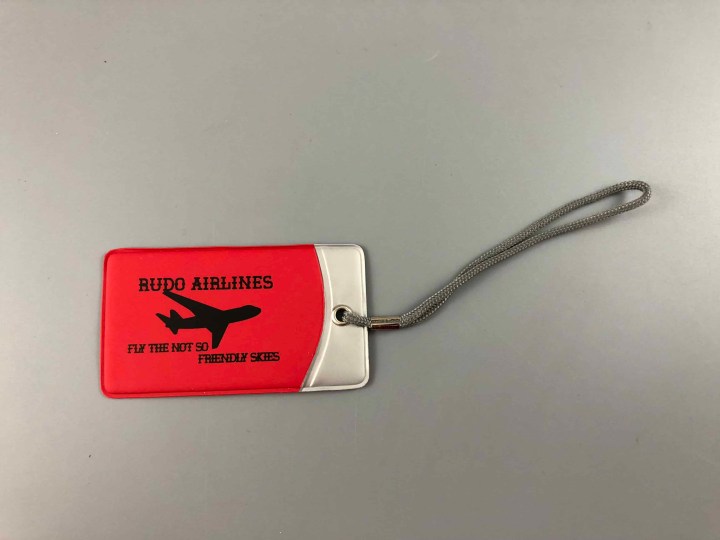 RUDO AIRLINES
FLY THE NOT SO
FRIENDLY SKIES